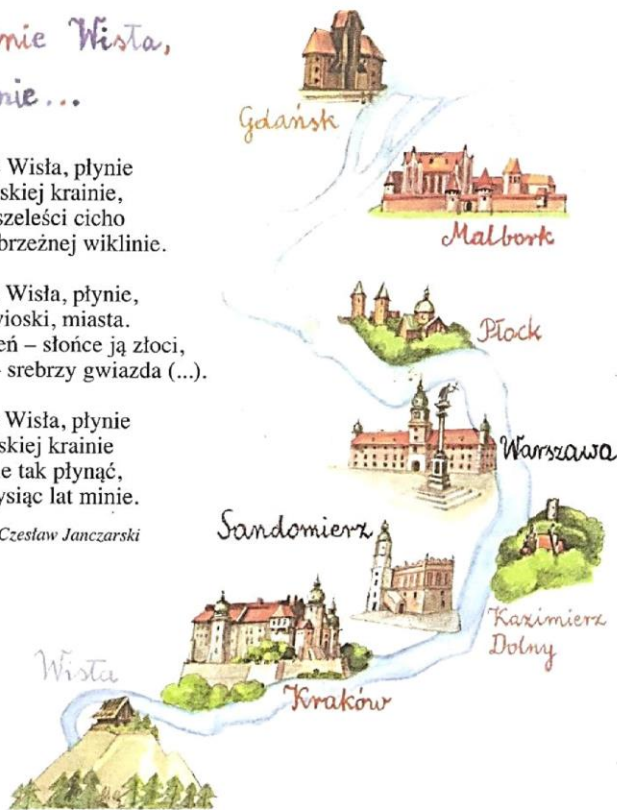 nie Wisła,
nie...
Wisła, płynie
skiej krainie,
szeleści cicho
brzeżnej wiklinie.
Wisła, płynie,
ioski, miasta.
eń – słońce ją złoci,
– srebrzy gwiazda (...).
Wisła, płynie
skiej krainie
e tak płynąć,
ysiąc lat minie.
Czesław Janczarski
Gdańsk
Malbork
Płock
Warszawa
Sandomierz
Kazimierz
Dolny
Kraków
Wisła